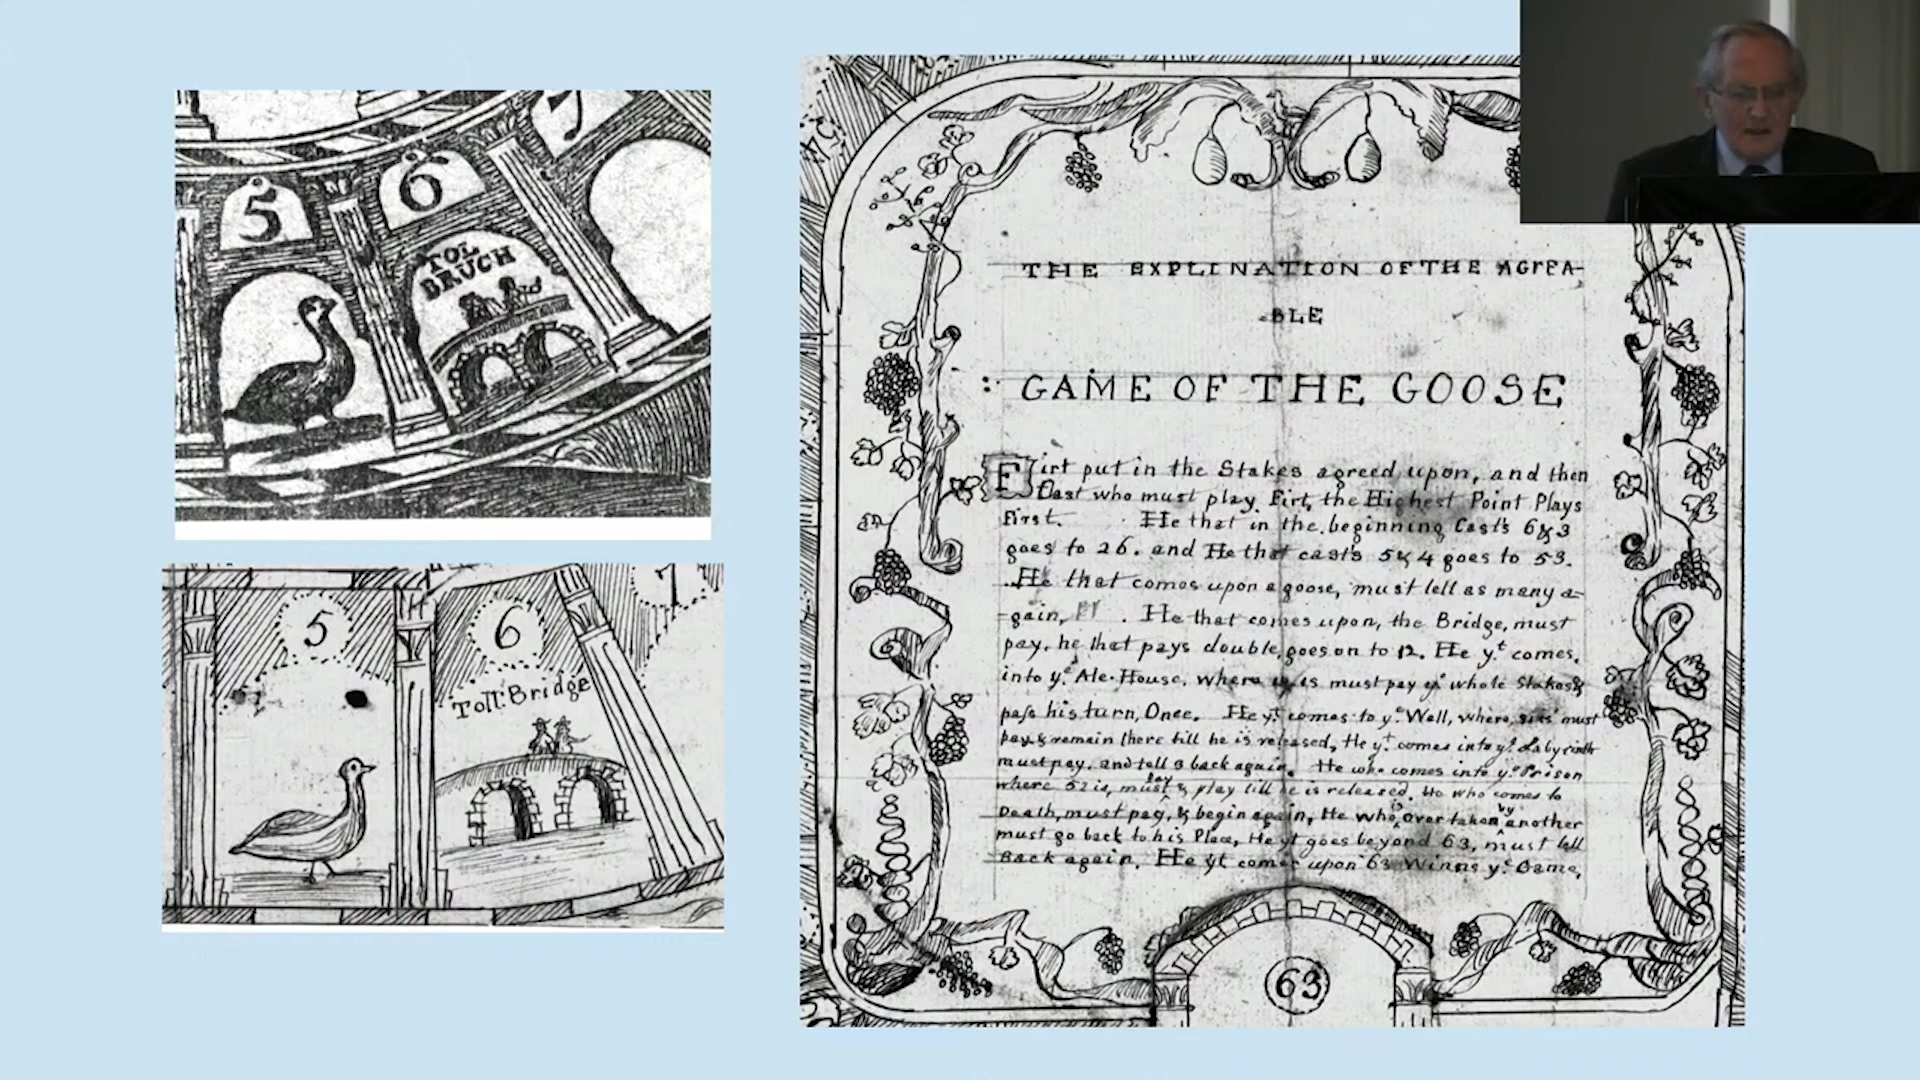 5
6
7
TOL
BRUCH
5
6
7
Toll:Bridge
THE EXPLINATION OF THE AGREA-
-BLE
: GAME OF THE GOOSE
Firt put in the Stakes agreed upon, and then
Cast who must play. Firt, the Highest Point Plays
First. He that in the beginning Casts 6&3
goes to 26. and He that casts 5&4 goes to 53.
He that comes upon a goose, must tell as many a-
-gain, . He that comes upon, the Bridge, must
pay, he that pays double, goes on to 12. He yt comes,
into ye Ale-House. where is must pay ye whole Stakes&
paſs his turn, Once. He yt comes to ye Well, where, must
pay & remain there till he is released, He yt comes into ye Labyrinth
must pay, and tell 3 back again. He who comes into ye Prison
where 52 is, must pay & play till he is released. He who comes to
Death, must pay, & begin again, He who is over taken by another
must go back to his Place, He yt goes beyond 63, must tell
Back again. He yt comes upon 63 Winns ye Game,
63